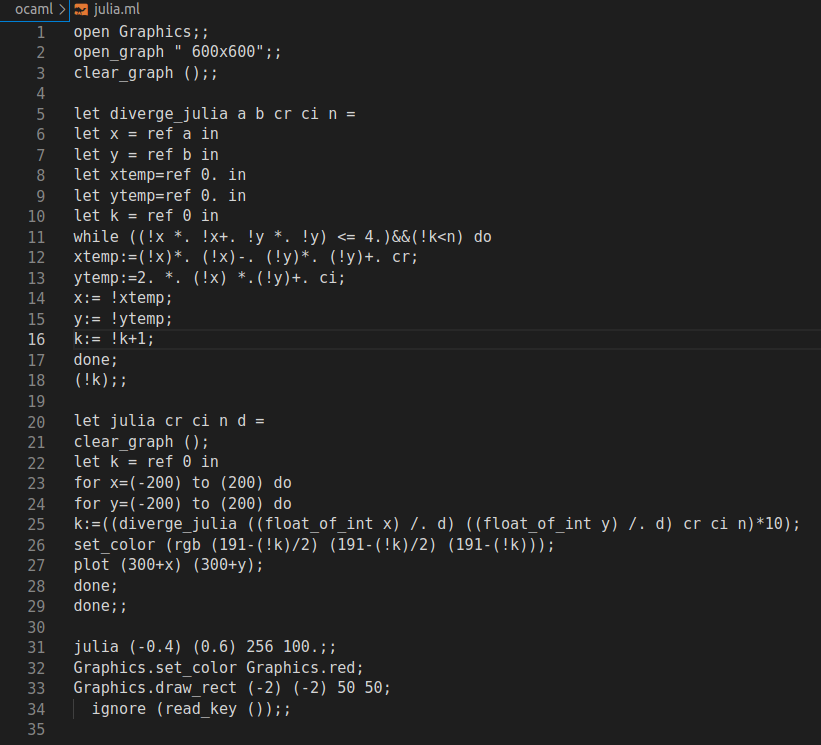 ocaml > julia.ml
1 open Graphics;;
2 open_graph " 600x600";;
3 clear_graph ();;
4
5 let diverge_julia a b cr ci n =
6 let x = ref a in
7 let y = ref b in
8 let xtemp=ref 0. in
9 let ytemp=ref 0. in
10 let k = ref 0 in
11 while ((!x *. !x+. !y *. !y) <= 4.)&&(!k<n) do
12 xtemp:=(!x)*. (!x)-. (!y)*. (!y)+. cr;
13 ytemp:=2. *. (!x) *.(!y)+. ci;
14 x:= !xtemp;
15 y:= !ytemp;
16 k:= !k+1;
17 done;
18 (!k);;
19
20 let julia cr ci n d =
21 clear_graph ();
22 let k = ref 0 in
23 for x=(-200) to (200) do
24 for y=(-200) to (200) do
25 k:=((diverge_julia ((float_of_int x) /. d) ((float_of_int y) /. d) cr ci n)*10);
26 set_color (rgb (191-(!k)/2) (191-(!k)/2) (191-(!k)));
27 plot (300+x) (300+y);
28 done;
29 done;;
30
31 julia (-0.4) (0.6) 256 100.;;
32 Graphics.set_color Graphics.red;
33 Graphics.draw_rect (-2) (-2) 50 50;
34   ignore (read_key ());;
35